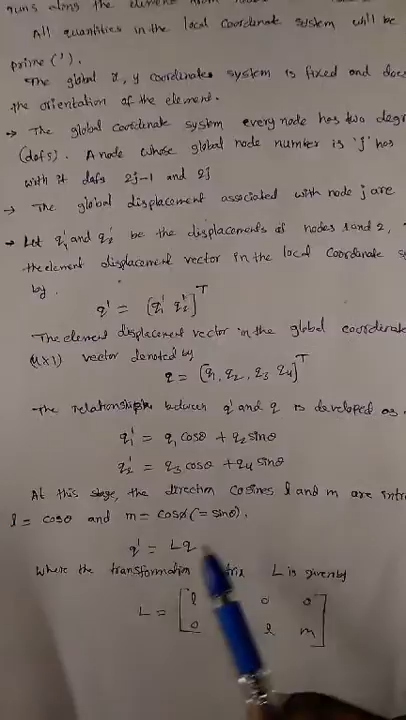 runs along the element from node
All quantities in the local coordinate system will be
prime (').
The global x, y coordinates system is fixed and does
the orientation of the element.
→ The global coordinate system every node has two degr
(dofs). A node whose global node number is 'j' has
with it dofs 2j-1 and 2j
→ The global displacement associated with node j are
→ Let q₁' and q₂' be the displacements of nodes 1 and 2,
the element displacement vector in the local coordinate s
by.
q' = [q₁' q₂']ᵀ
The element displacement vector in the global coordinate
(4x1) vector denoted by
q = [q₁, q₂, q₃ q₄]ᵀ
The relationship between q' and q is developed as
q₁' = q₁ cosθ + q₂ sinθ
q₂' = q₃ cosθ + q₄ sinθ
At this stage, the direction cosines l and m are intr
l = cosθ and m = cosø (= sinθ).
q' = Lq
where the transformation L is given by
L = [ l 0 0
0 l m ]